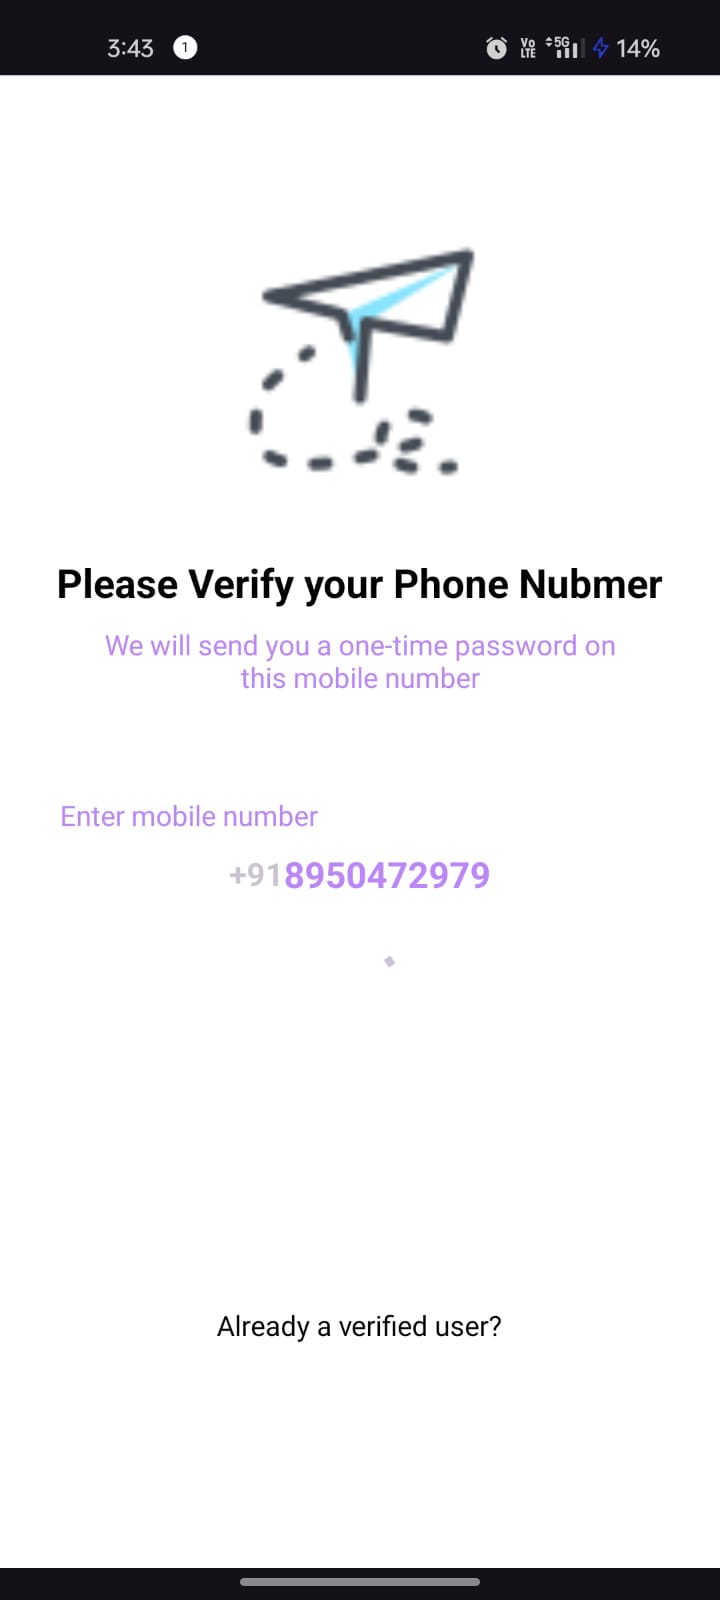 3:43 1 Vo LTE 5G 14%
Please Verify your Phone Nubmer
We will send you a one-time password on
this mobile number
Enter mobile number
+918950472979
Already a verified user?